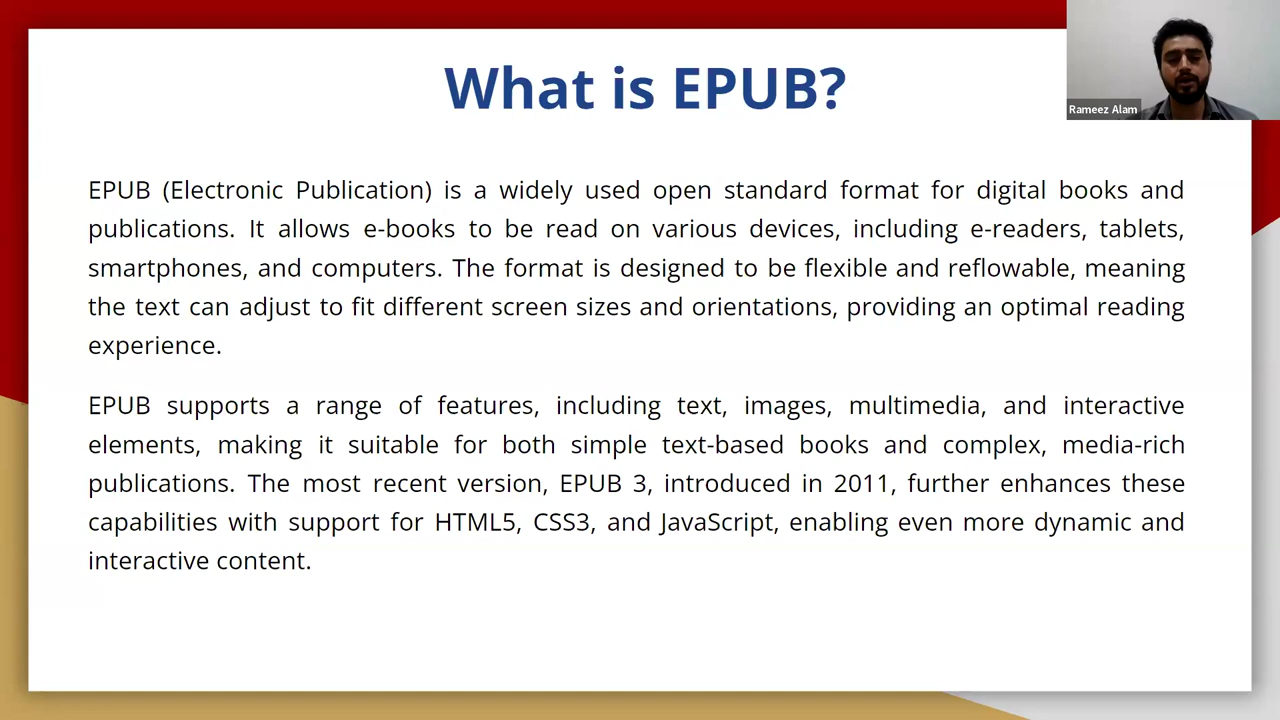 What is EPUB?
Rameez Alam
EPUB (Electronic Publication) is a widely used open standard format for digital books and
publications. It allows e-books to be read on various devices, including e-readers, tablets,
smartphones, and computers. The format is designed to be flexible and reflowable, meaning
the text can adjust to fit different screen sizes and orientations, providing an optimal reading
experience.
EPUB supports a range of features, including text, images, multimedia, and interactive
elements, making it suitable for both simple text-based books and complex, media-rich
publications. The most recent version, EPUB 3, introduced in 2011, further enhances these
capabilities with support for HTML5, CSS3, and JavaScript, enabling even more dynamic and
interactive content.